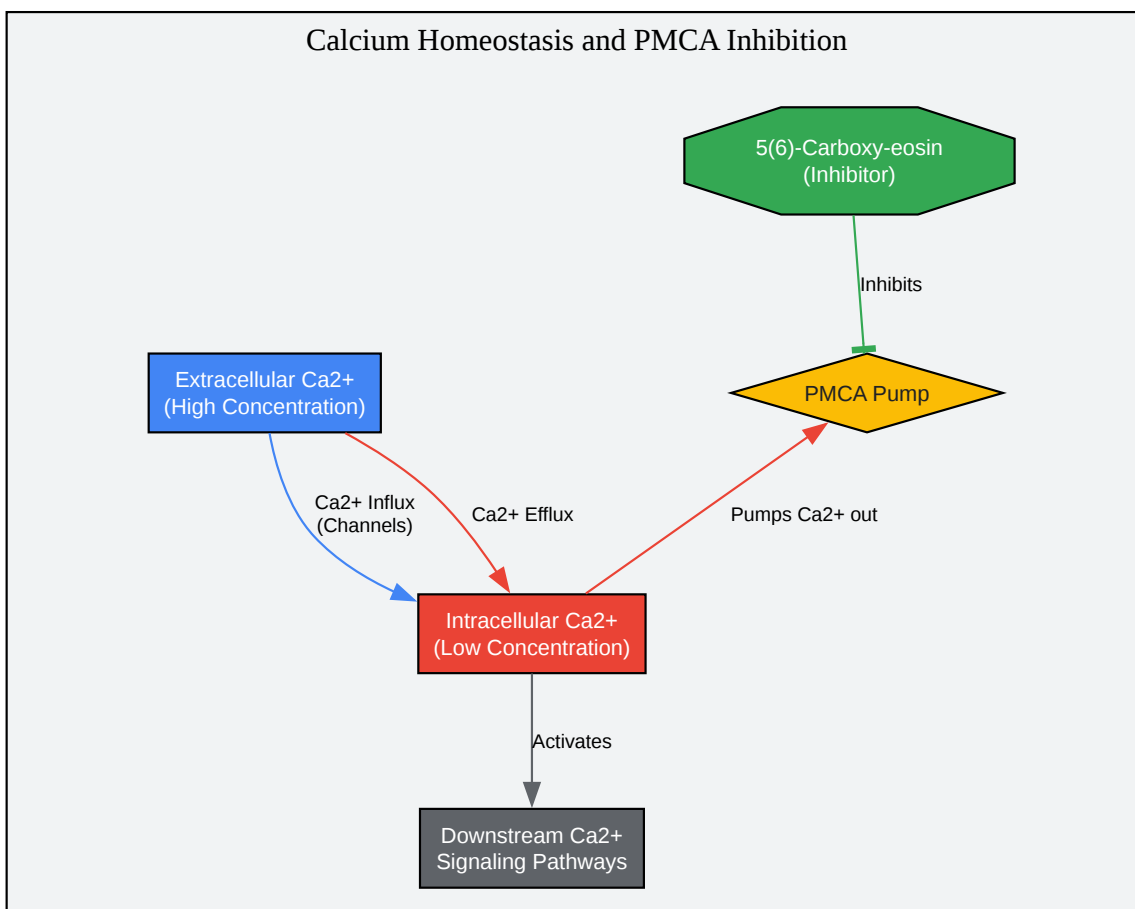 Calcium Homeostasis and PMCA Inhibition
5(6)-Carboxy-eosin
(Inhibitor)
Inhibits
Extracellular Ca2+
(High Concentration)
PMCA Pump
Ca2+ Influx
(Channels)
Ca2+ Efflux
Pumps Ca2+ out
Intracellular Ca2+
(Low Concentration)
Activates
Downstream Ca2+
Signaling Pathways